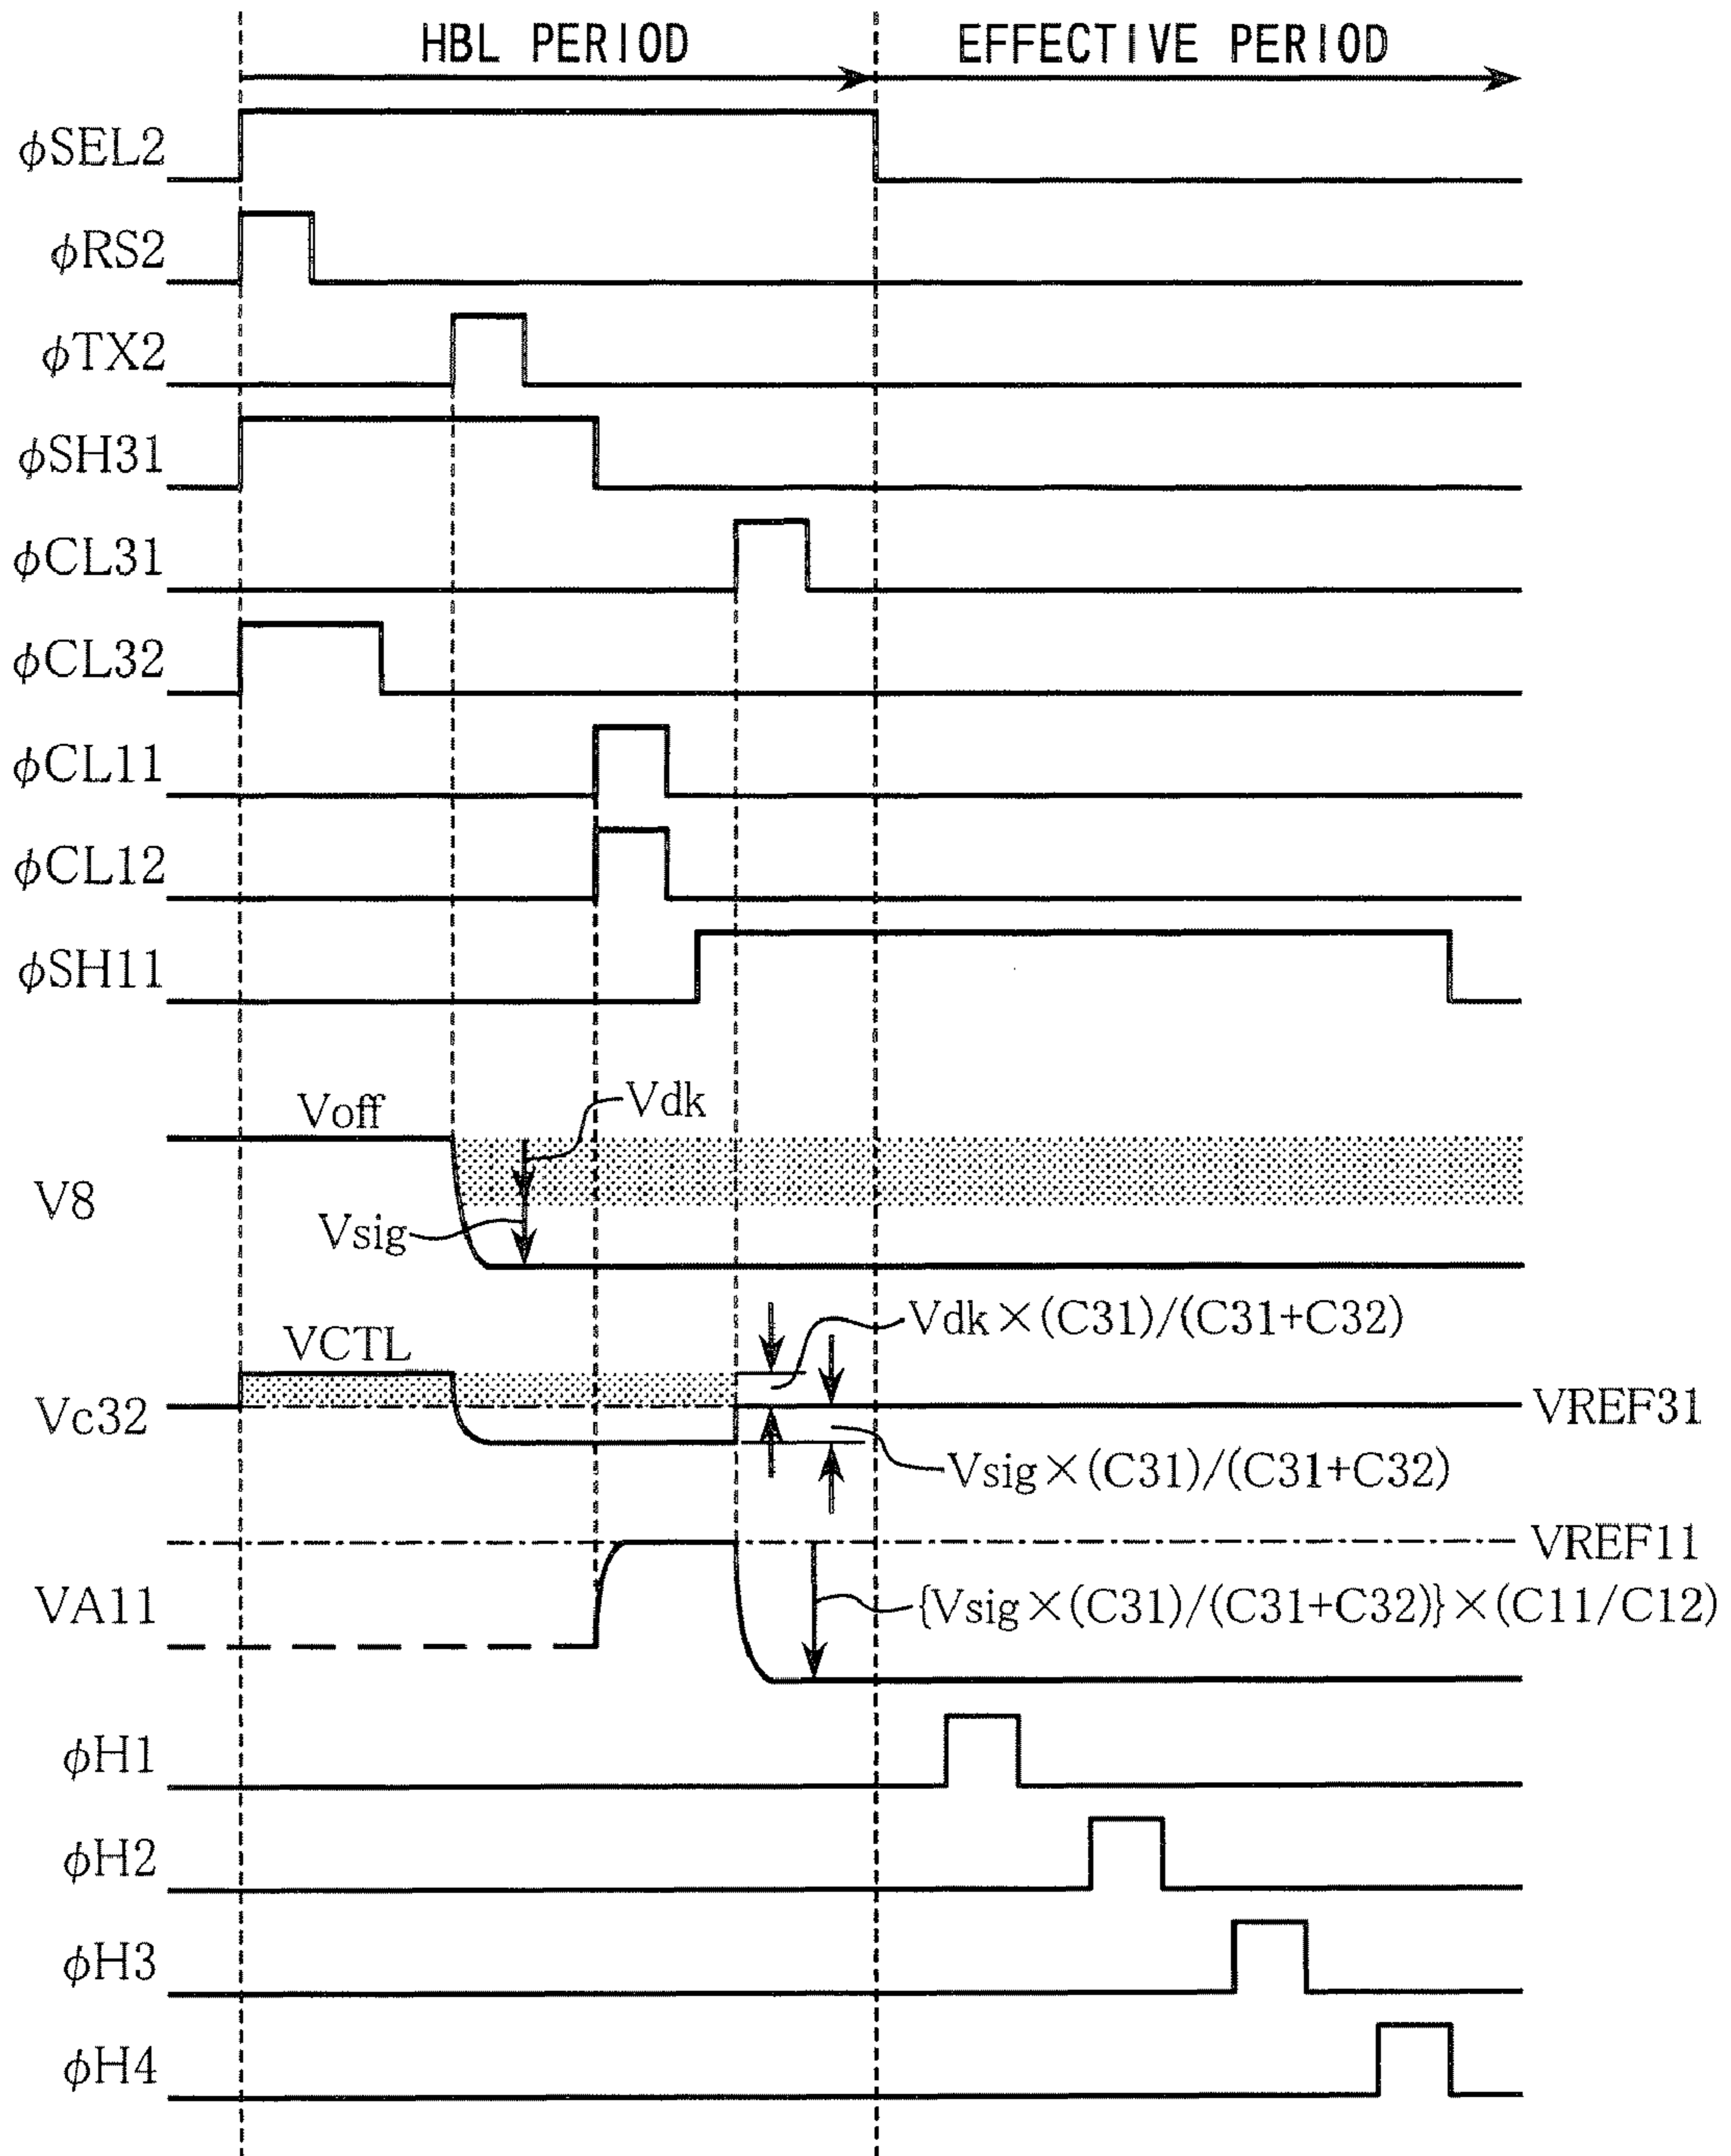 HBL PERIOD
EFFECTIVE PERIOD
φSEL2
φRS2
φTX2
φSH31
φCL31
φCL32
φCL11
φCL12
φSH11
Voff
Vdk
V8
Vsig
Vdk×(C31)/(C31+C32)
VCTL
Vc32
VREF31
Vsig×(C31)/(C31+C32)
VREF11
VA11
{Vsig×(C31)/(C31+C32)}×(C11/C12)
φH1
φH2
φH3
φH4